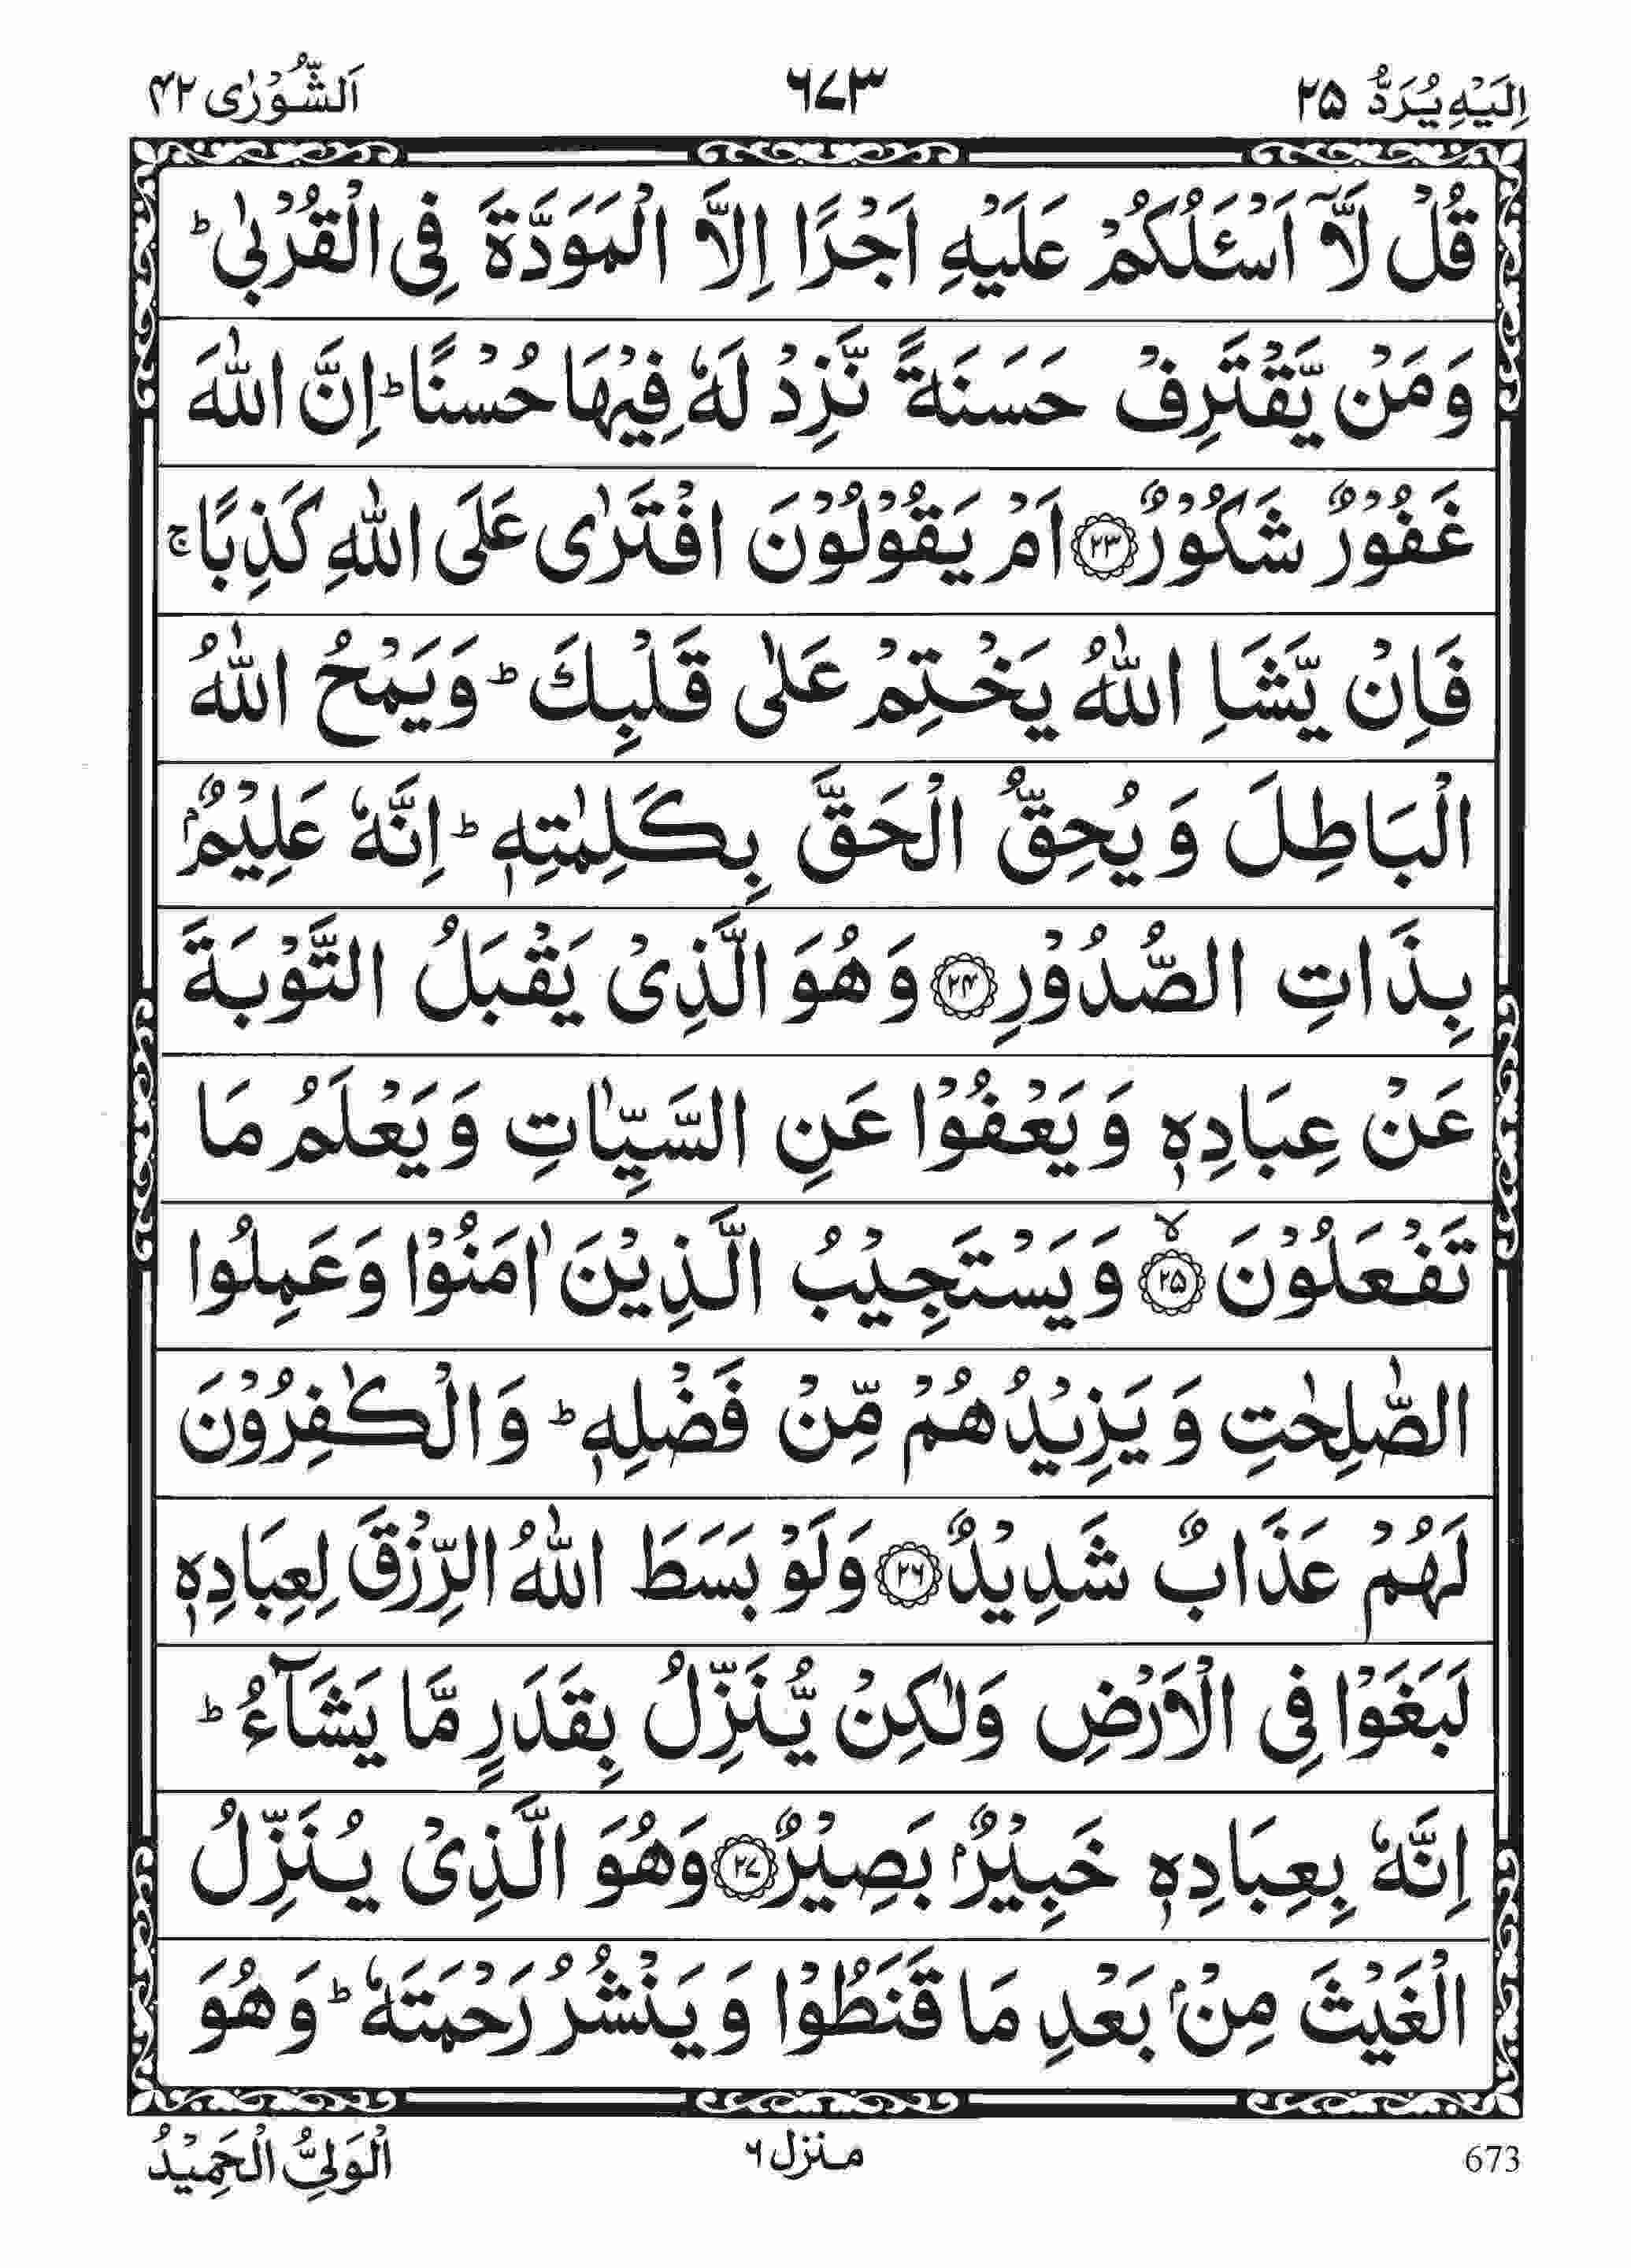 اِلَيْهِ يُرَدُّ ٢٥
٦٧٣
اَلشُّوْرٰى ٤٢
قُلْ لَّآ اَسْـَٔلُكُمْ عَلَيْهِ اَجْرًا اِلَّا الْمَوَدَّةَ فِى الْقُرْبٰىؕ
وَمَنْ يَّقْتَرِفْ حَسَنَةً نَّزِدْ لَهٗ فِيْهَا حُسْنًاؕ اِنَّ اللّٰهَ
غَفُوْرٌ شَكُوْرٌ ﴿۲۳﴾ اَمْ يَقُوْلُوْنَ افْتَرٰى عَلَى اللّٰهِ كَذِبًاۚ
فَاِنْ يَّشَاِ اللّٰهُ يَخْتِمْ عَلٰى قَلْبِكَؕ وَيَمْحُ اللّٰهُ
الْبَاطِلَ وَيُحِقُّ الْحَقَّ بِكَلِمٰتِهٖؕ اِنَّهٗ عَلِيْمٌۢ
بِذَاتِ الصُّدُوْرِ ﴿۲۴﴾ وَهُوَ الَّذِىْ يَقْبَلُ التَّوْبَةَ
عَنْ عِبَادِهٖ وَيَعْفُوْا عَنِ السَّيِّاٰتِ وَيَعْلَمُ مَا
تَفْعَلُوْنَۙ ﴿۲۵﴾ وَيَسْتَجِيْبُ الَّذِيْنَ اٰمَنُوْا وَعَمِلُوا
الصّٰلِحٰتِ وَيَزِيْدُهُمْ مِّنْ فَضْلِهٖؕ وَالْكٰفِرُوْنَ
لَهُمْ عَذَابٌ شَدِيْدٌ ﴿۲۶﴾ وَلَوْ بَسَطَ اللّٰهُ الرِّزْقَ لِعِبَادِهٖ
لَبَغَوْا فِى الْاَرْضِ وَلٰكِنْ يُّنَزِّلُ بِقَدَرٍ مَّا يَشَآءُؕ
اِنَّهٗ بِعِبَادِهٖ خَبِيْرٌۢ بَصِيْرٌ ﴿۲۷﴾ وَهُوَ الَّذِىْ يُنَزِّلُ
الْغَيْثَ مِنْۢ بَعْدِ مَا قَنَطُوْا وَيَنْشُرُ رَحْمَتَهٗؕ وَهُوَ
673
منزل ٦
الْوَلِىُّ الْحَمِيْدُ